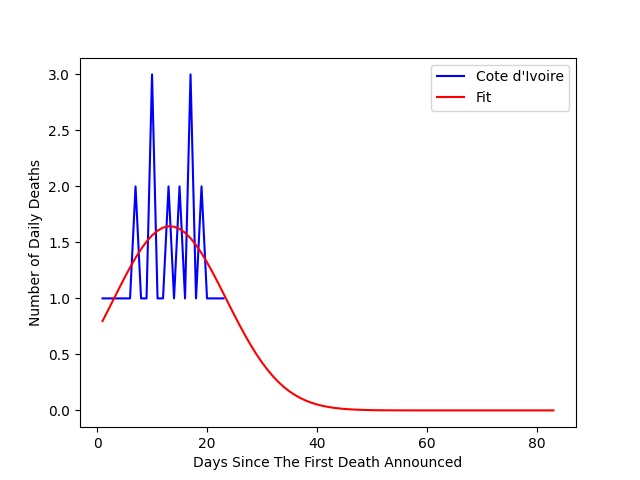 Cote d'Ivoire
Fit
3.0
2.5
2.0
1.5
1.0
0.5
0.0
Number of Daily Deaths
0 20 40 60 80
Days Since The First Death Announced